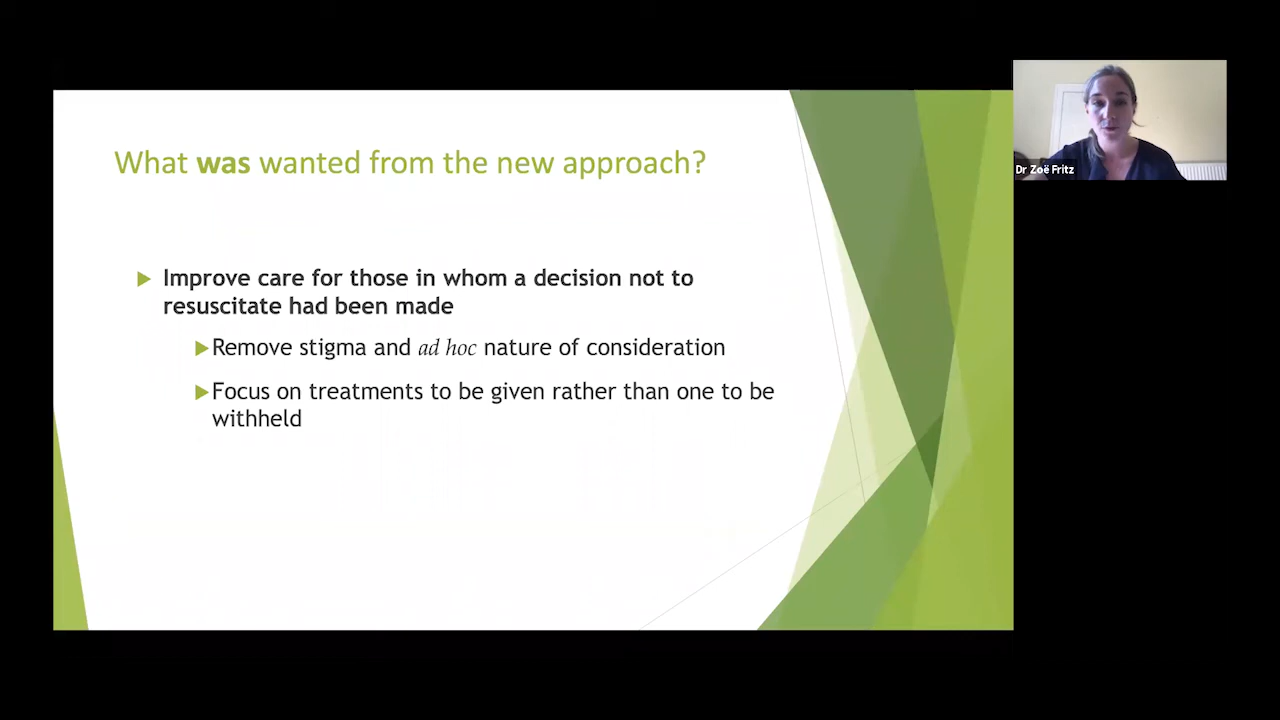 What was wanted from the new approach?
Improve care for those in whom a decision not to
resuscitate had been made
Remove stigma and ad hoc nature of consideration
Focus on treatments to be given rather than one to be
withheld
Dr Zoë Fritz